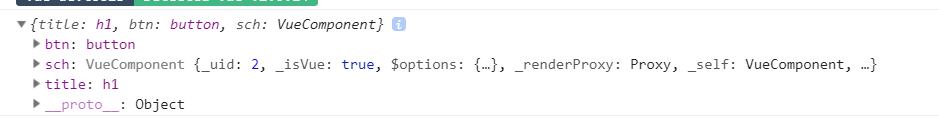 {title: h1, btn: button, sch: VueComponent} i
btn: button
sch: VueComponent {_uid: 2, _isVue: true, $options: {…}, _renderProxy: Proxy, _self: VueComponent, …}
title: h1
__proto__: Object